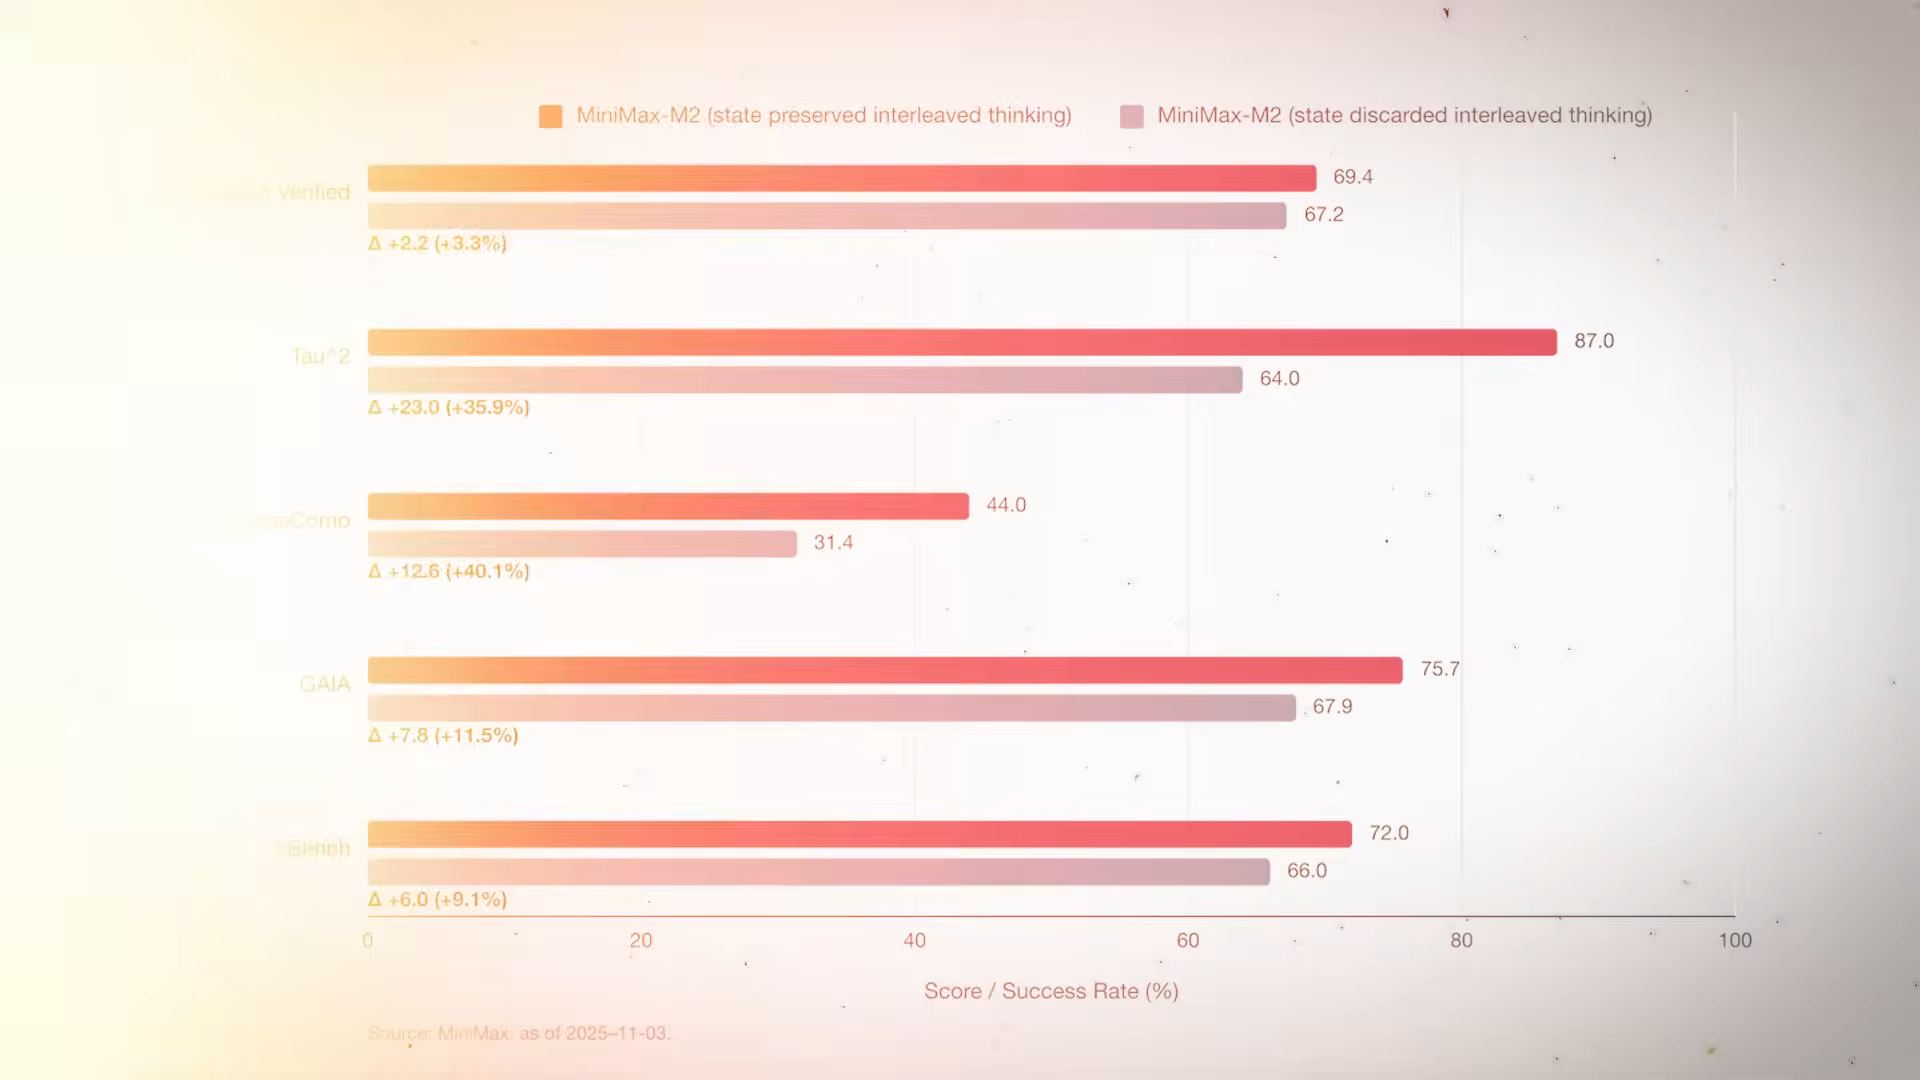 MiniMax-M2 (state preserved interleaved thinking) MiniMax-M2 (state discarded interleaved thinking)
Verified
69.4
67.2
Δ +2.2 (+3.3%)
Tau^2
87.0
64.0
Δ +23.0 (+35.9%)
44.0
31.4
Δ +12.6 (+40.1%)
GAIA
75.7
67.9
Δ +7.8 (+11.5%)
72.0
66.0
Δ +6.0 (+9.1%)
0 20 40 60 80 100
Score / Success Rate (%)
Source: MiniMax. as of 2025–11-03.